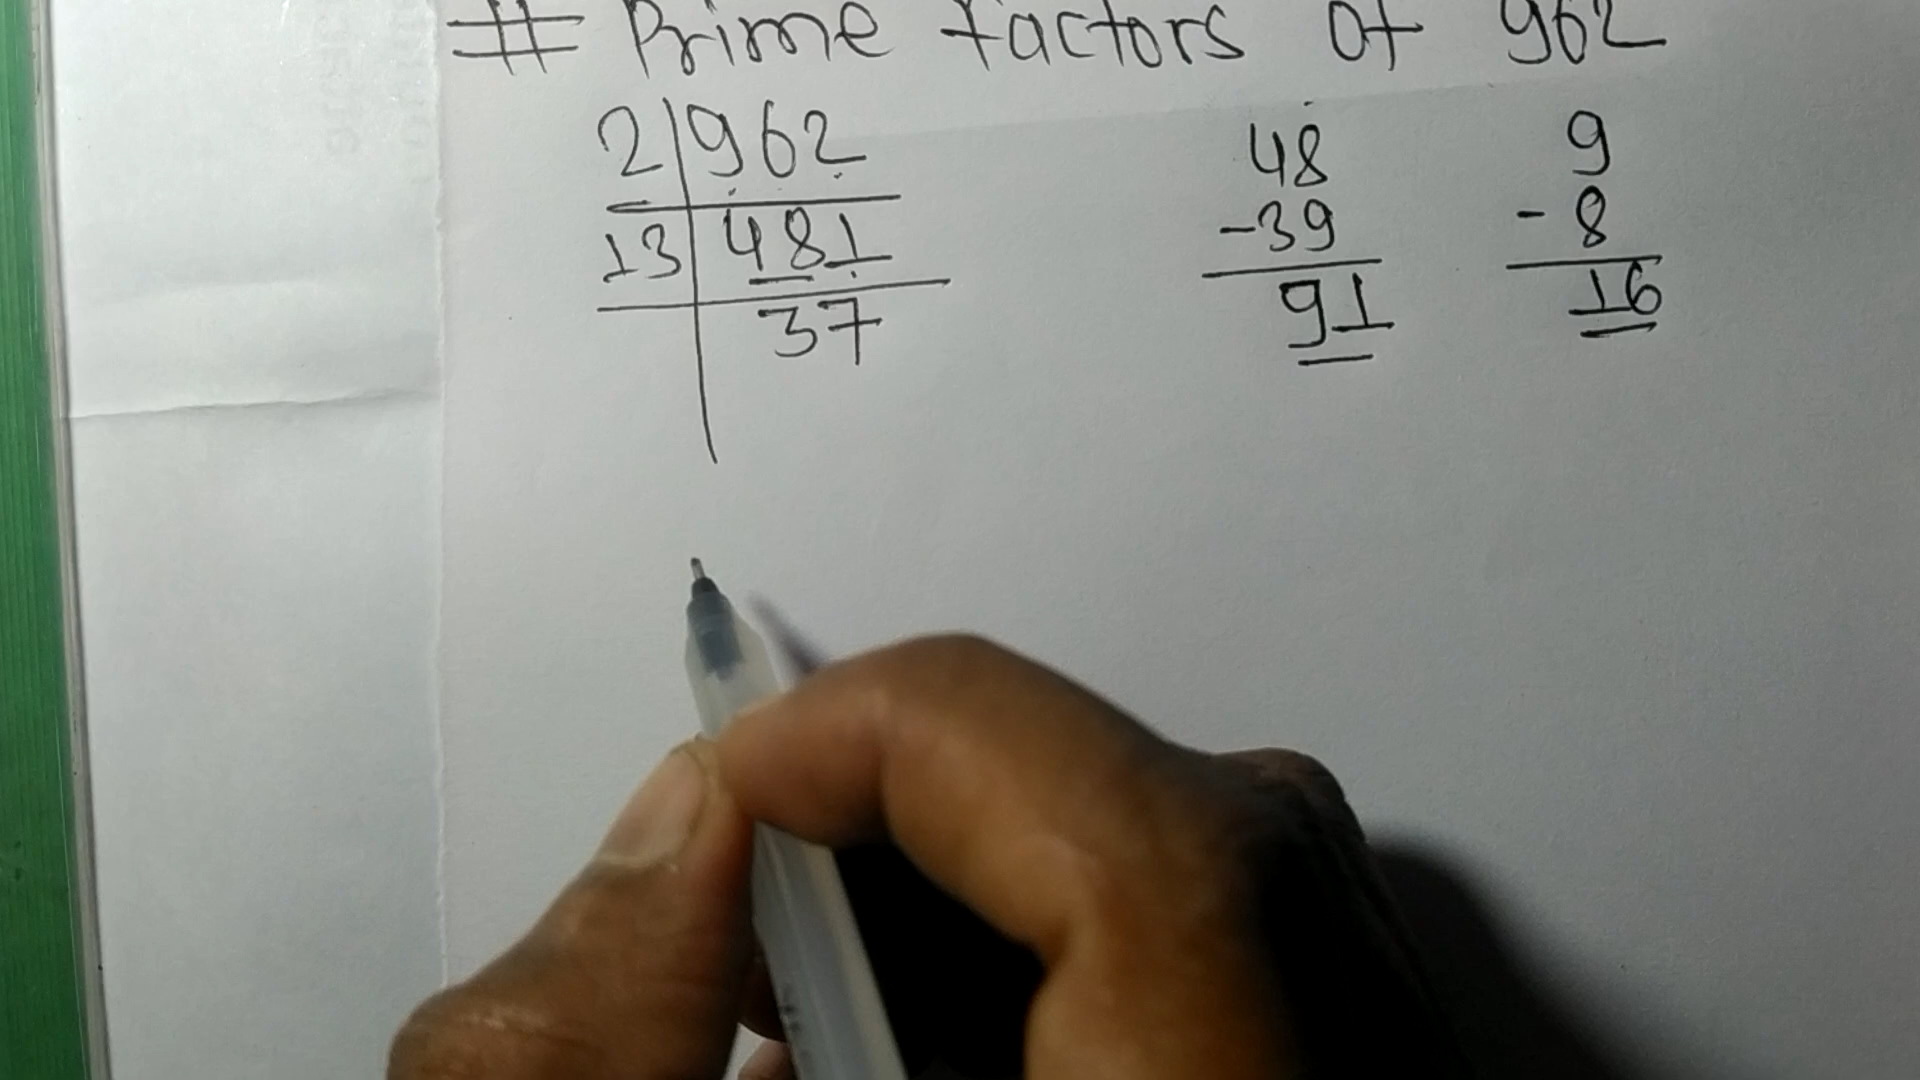 # Prime factors of 962
2 | 962
13 | 481
37
48
-39
91
9
- 8
16